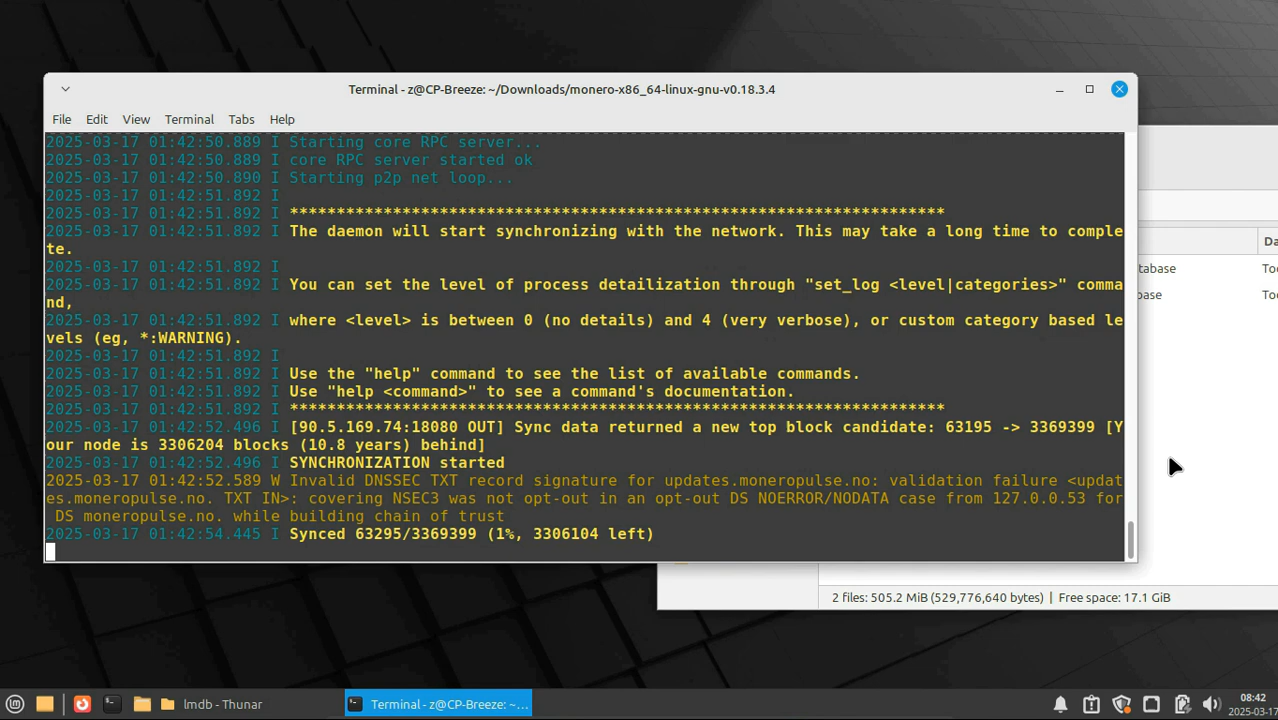 Terminal - z@CP-Breeze: ~/Downloads/monero-x86_64-linux-gnu-v0.18.3.4
File Edit View Terminal Tabs Help
2025-03-17 01:42:50.889 I Starting core RPC server...
2025-03-17 01:42:50.889 I core RPC server started ok
2025-03-17 01:42:50.890 I Starting p2p net loop...
2025-03-17 01:42:51.892 I
2025-03-17 01:42:51.892 I **********************************************************************
2025-03-17 01:42:51.892 I The daemon will start synchronizing with the network. This may take a long time to comple
te.
2025-03-17 01:42:51.892 I
2025-03-17 01:42:51.892 I You can set the level of process detailization through "set_log <level|categories>" comma
nd,
2025-03-17 01:42:51.892 I where <level> is between 0 (no details) and 4 (very verbose), or custom category based le
vels (eg, *:WARNING).
2025-03-17 01:42:51.892 I
2025-03-17 01:42:51.892 I Use the "help" command to see the list of available commands.
2025-03-17 01:42:51.892 I Use "help <command>" to see a command's documentation.
2025-03-17 01:42:51.892 I **********************************************************************
2025-03-17 01:42:52.496 I [90.5.169.74:18080 OUT] Sync data returned a new top block candidate: 63195 -> 3369399 [Y
our node is 3306204 blocks (10.8 years) behind]
2025-03-17 01:42:52.496 I SYNCHRONIZATION started
2025-03-17 01:42:52.589 W Invalid DNSSEC TXT record signature for updates.moneropulse.no: validation failure <updat
es.moneropulse.no. TXT IN>: covering NSEC3 was not opt-out in an opt-out DS NOERROR/NODATA case from 127.0.0.53 for
DS moneropulse.no. while building chain of trust
2025-03-17 01:42:54.445 I Synced 63295/3369399 (1%, 3306104 left)
Da
tabase Too
base Too
2 files: 505.2 MiB (529,776,640 bytes) | Free space: 17.1 GiB
lmdb - Thunar
Terminal - z@CP-Breeze: ~...
08:42
2025-03-17